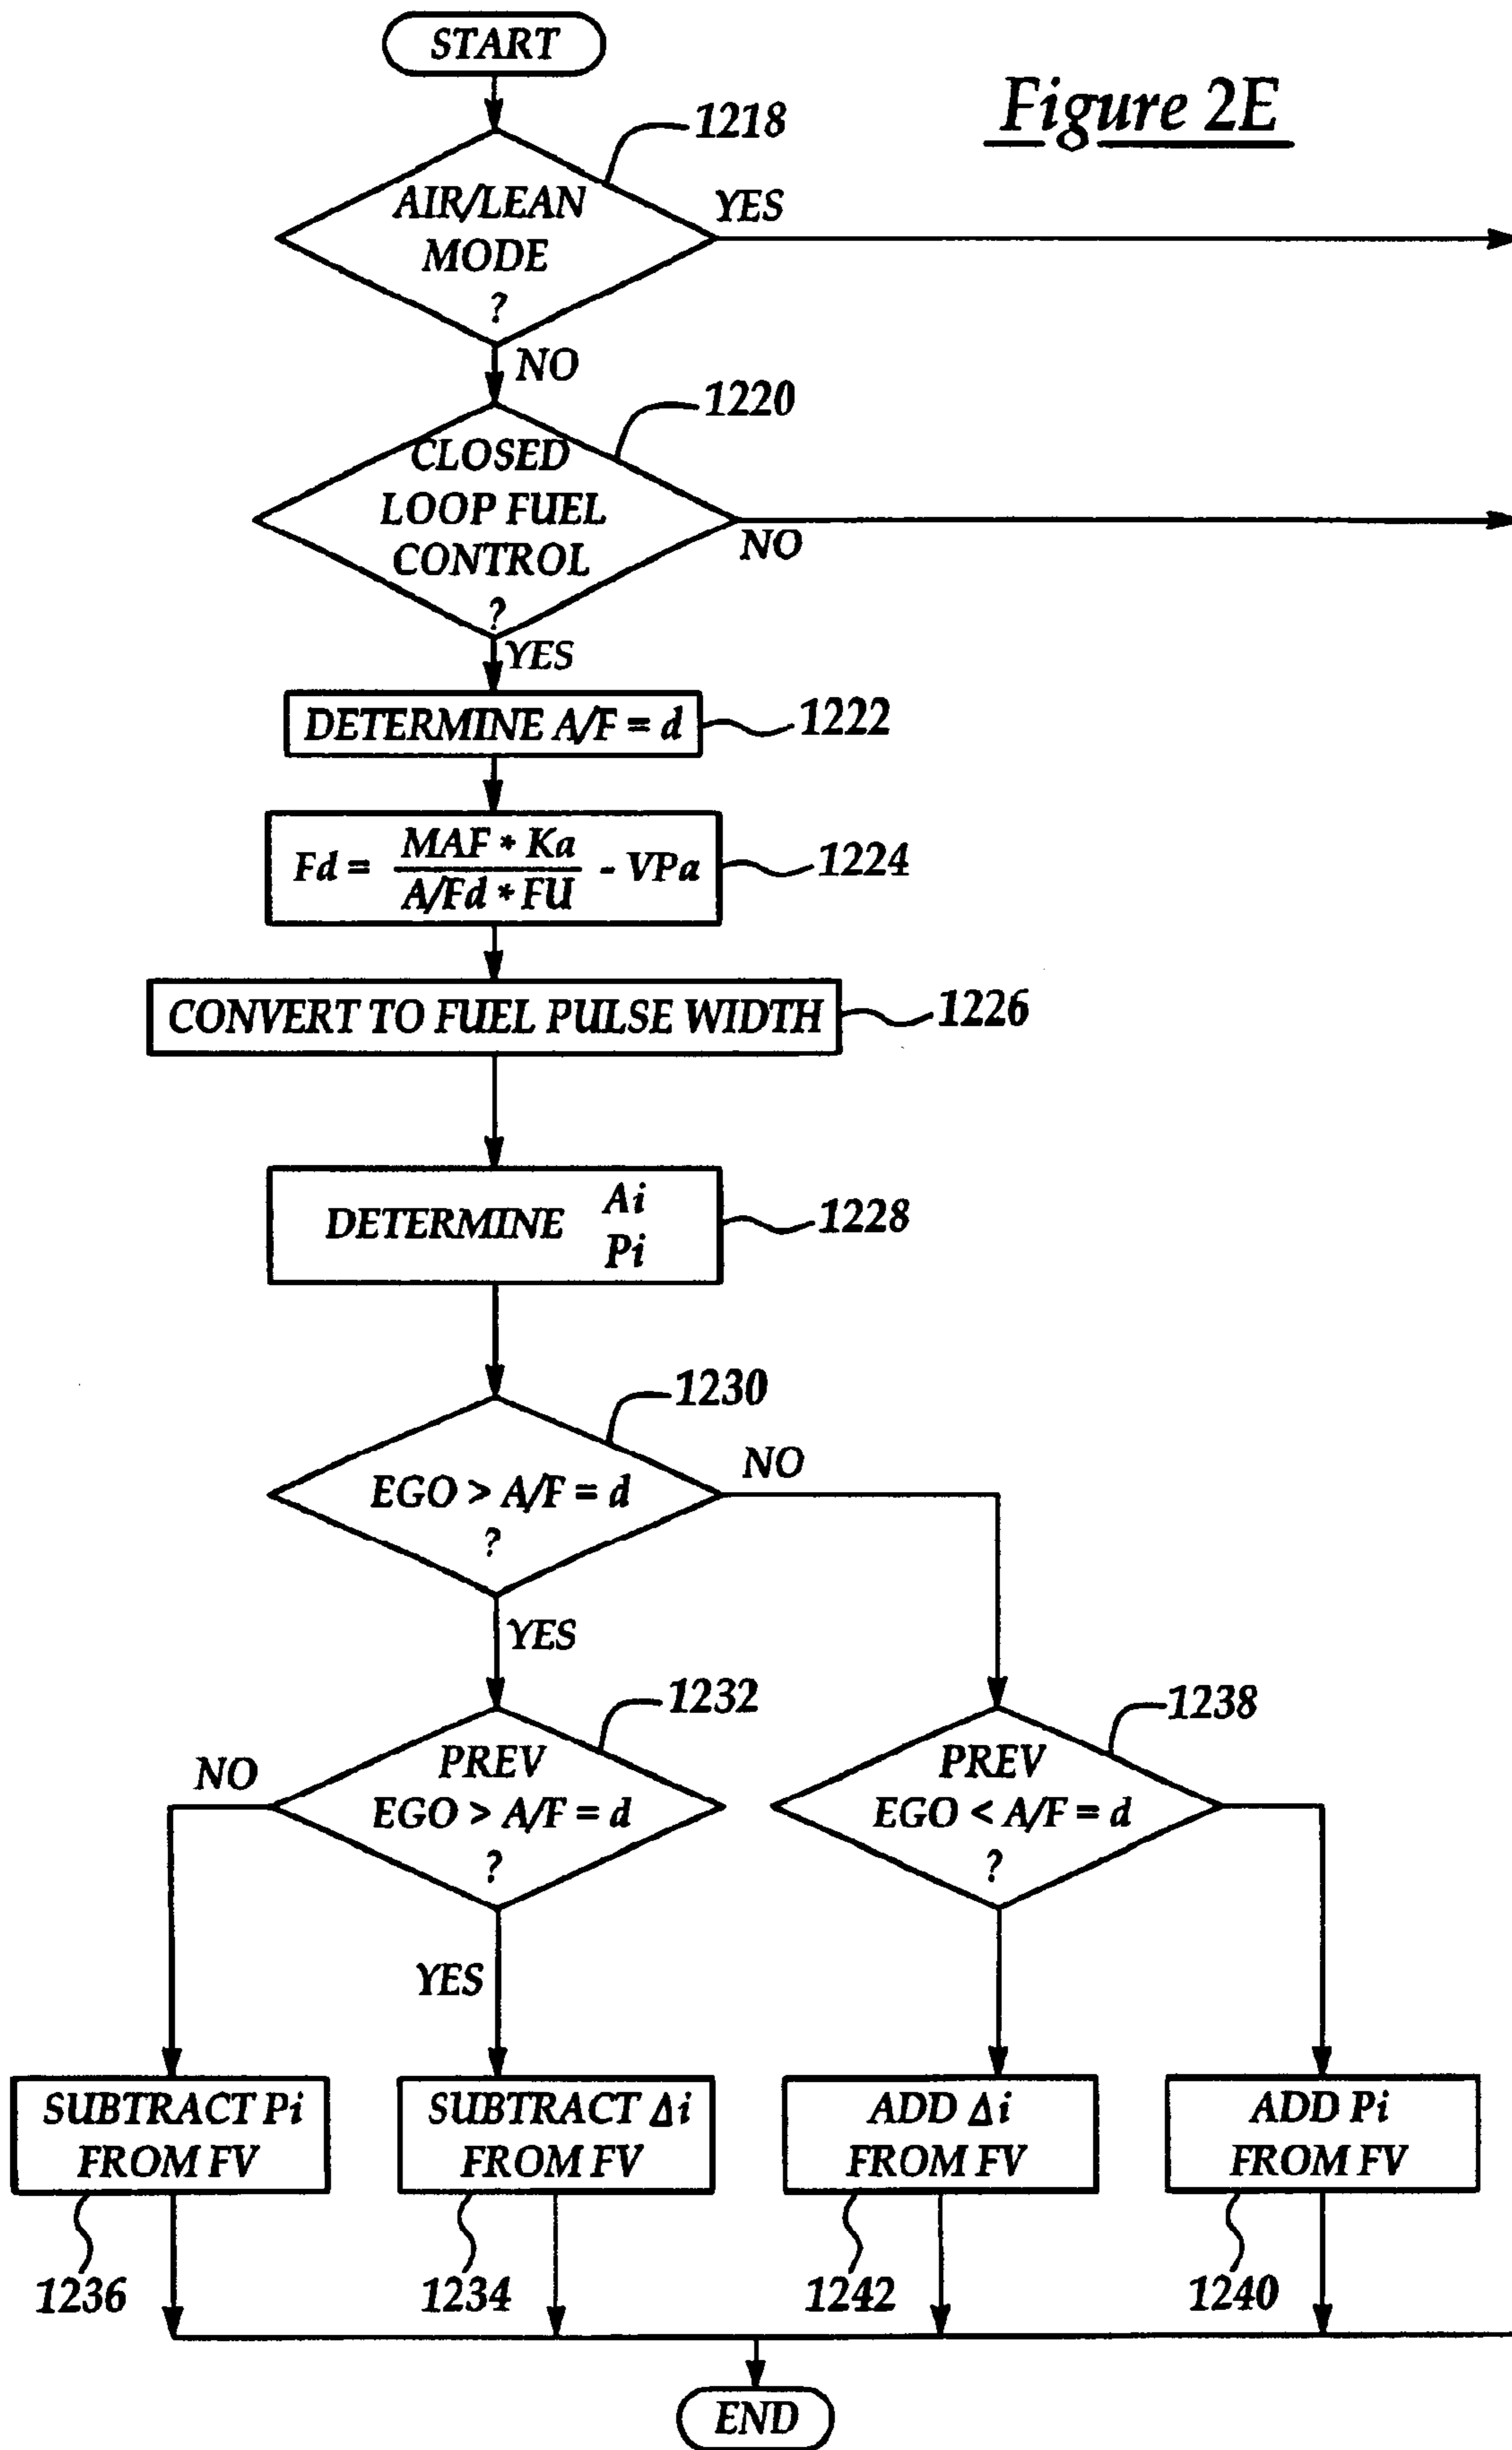 START
Figure 2E
1218
AIR/LEAN
MODE
?
YES
NO
1220
CLOSED
LOOP FUEL
CONTROL
?
NO
YES
DETERMINE A/F = d
1222
Fd = MAF * Ka / A/Fd * FU - VPa
1224
CONVERT TO FUEL PULSE WIDTH
1226
DETERMINE Ai
Pi
1228
1230
EGO > A/F = d
?
NO
YES
1232
PREV
EGO > A/F = d
?
NO
YES
1238
PREV
EGO < A/F = d
?
SUBTRACT Pi
FROM FV
1236
SUBTRACT Δi
FROM FV
1234
ADD Δi
FROM FV
1242
ADD Pi
FROM FV
1240
END